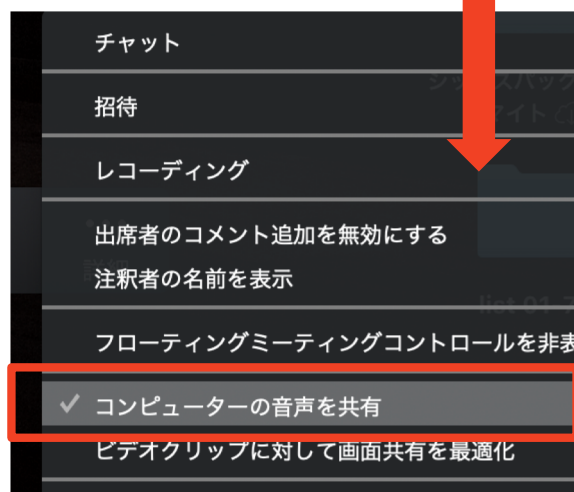 チャット
招待
レコーディング
出席者のコメント追加を無効にする
注釈者の名前を表示
フローティングミーティングコントロールを非表
コンピューターの音声を共有
ビデオクリップに対して画面共有を最適化